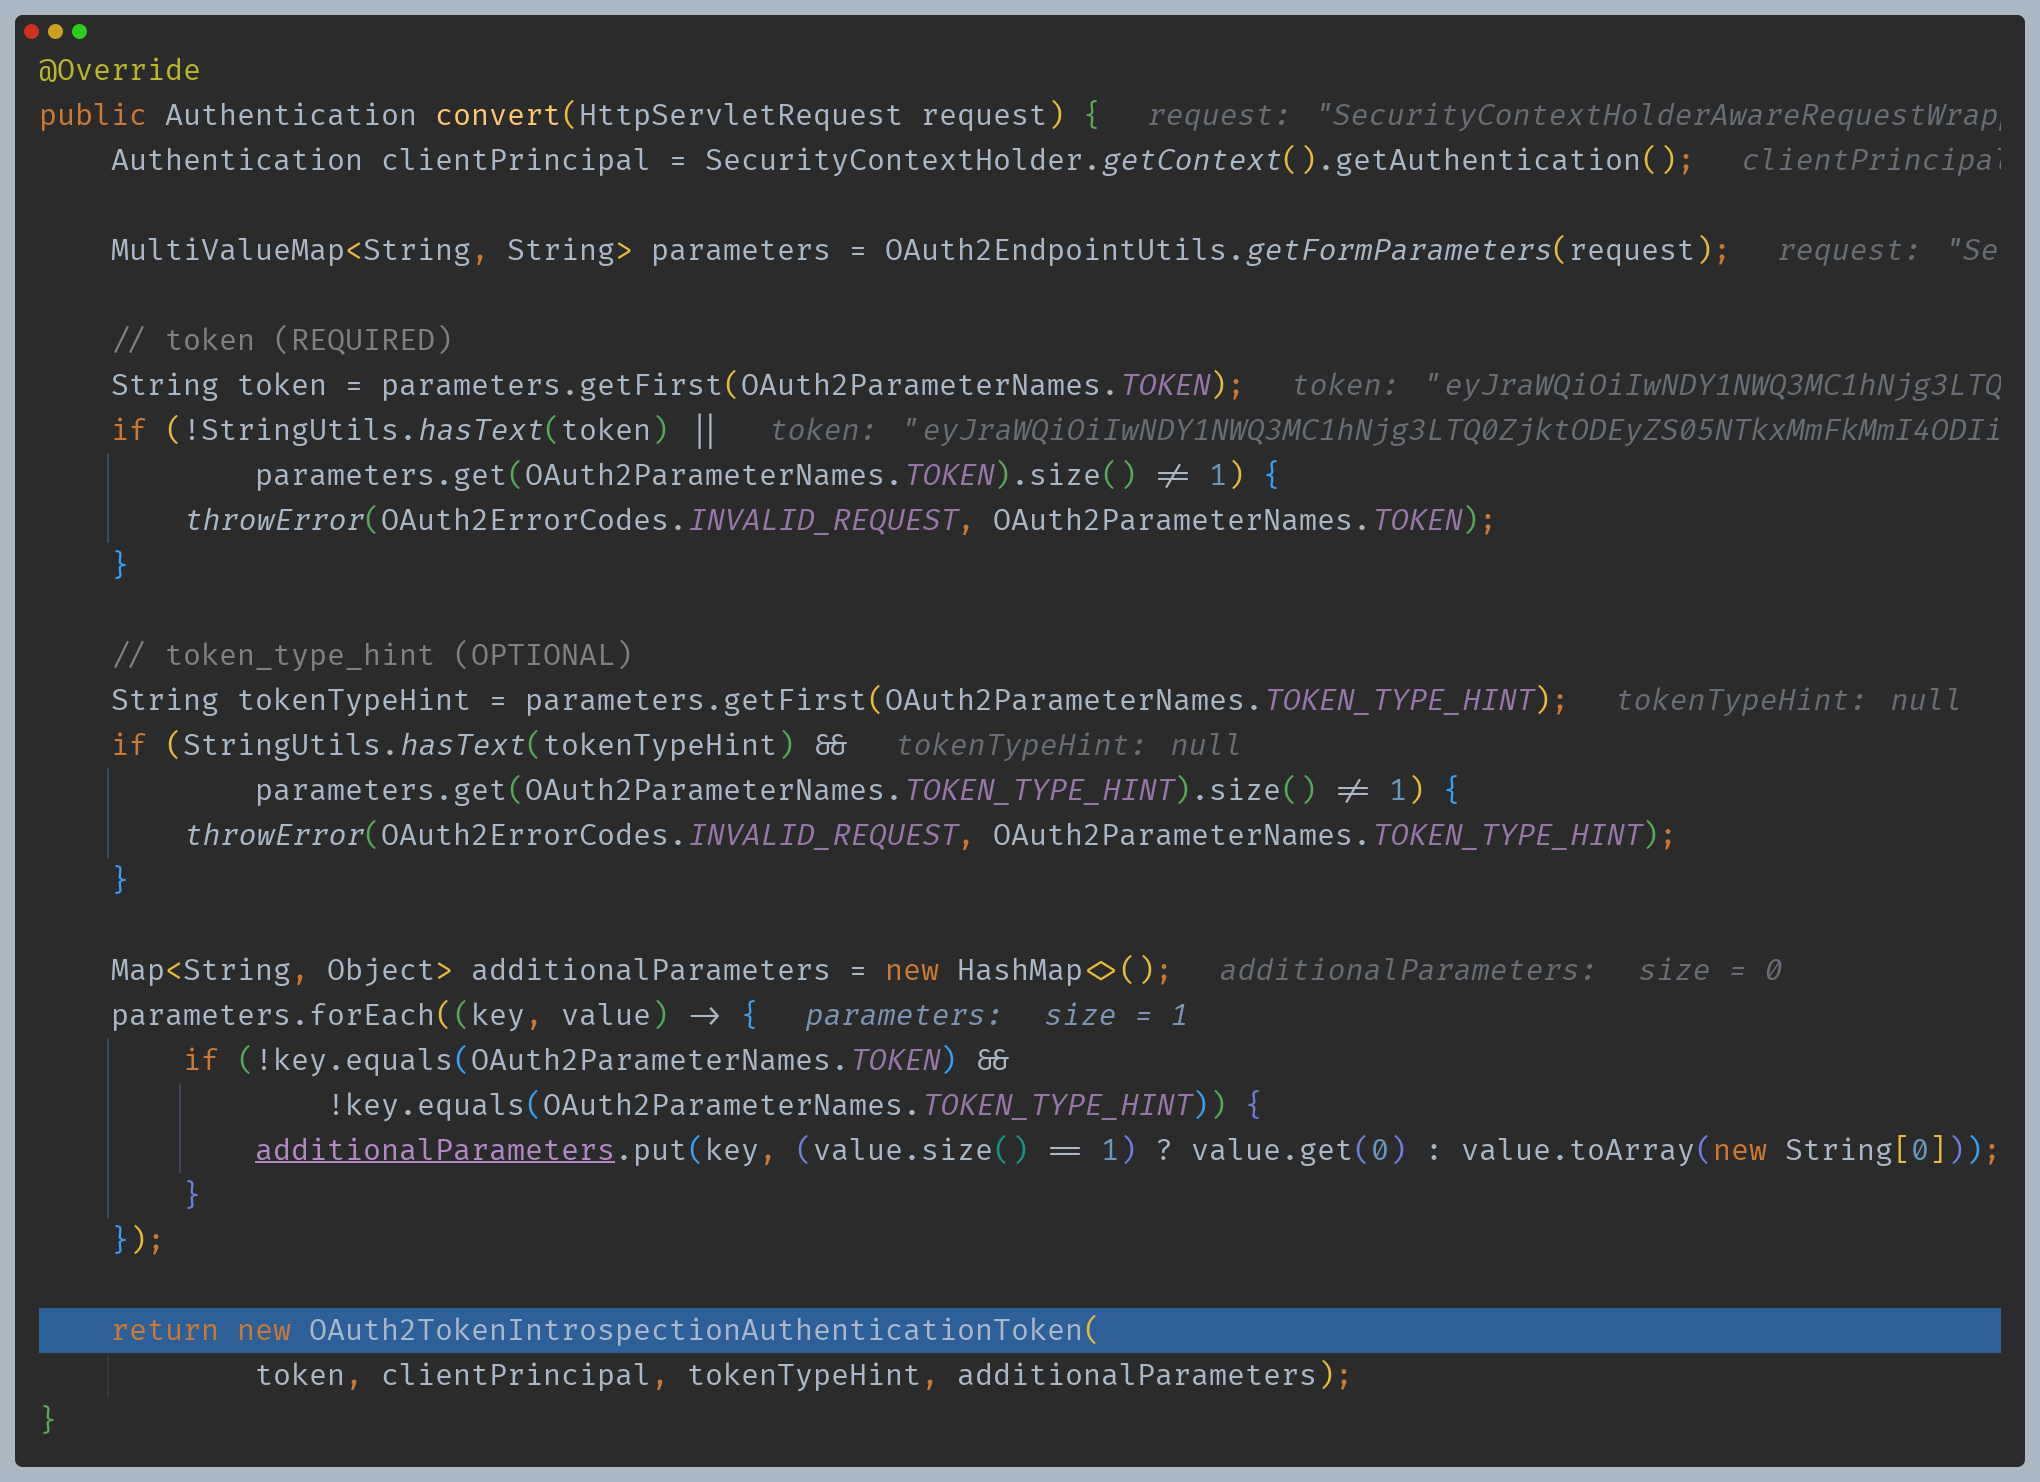 @Override
public Authentication convert(HttpServletRequest request) {   request: "SecurityContextHolderAwareRequestWrap
    Authentication clientPrincipal = SecurityContextHolder.getContext().getAuthentication();   clientPrincipal
    MultiValueMap<String, String> parameters = OAuth2EndpointUtils.getFormParameters(request);   request: "Se
    // token (REQUIRED)
    String token = parameters.getFirst(OAuth2ParameterNames.TOKEN);   token: "eyJraWQiOiIwNDY1NWQ3MC1hNjg3LTQ
    if (!StringUtils.hasText(token) ||   token: "eyJraWQiOiIwNDY1NWQ3MC1hNjg3LTQ0ZjktODEyZS05NTkxMmFkMmI4ODIi
            parameters.get(OAuth2ParameterNames.TOKEN).size() != 1) {
        throwError(OAuth2ErrorCodes.INVALID_REQUEST, OAuth2ParameterNames.TOKEN);
    }
    // token_type_hint (OPTIONAL)
    String tokenTypeHint = parameters.getFirst(OAuth2ParameterNames.TOKEN_TYPE_HINT);   tokenTypeHint: null
    if (StringUtils.hasText(tokenTypeHint) &&   tokenTypeHint: null
            parameters.get(OAuth2ParameterNames.TOKEN_TYPE_HINT).size() != 1) {
        throwError(OAuth2ErrorCodes.INVALID_REQUEST, OAuth2ParameterNames.TOKEN_TYPE_HINT);
    }
    Map<String, Object> additionalParameters = new HashMap<>();   additionalParameters:  size = 0
    parameters.forEach((key, value) -> {   parameters:  size = 1
        if (!key.equals(OAuth2ParameterNames.TOKEN) &&
                !key.equals(OAuth2ParameterNames.TOKEN_TYPE_HINT)) {
            additionalParameters.put(key, (value.size() == 1) ? value.get(0) : value.toArray(new String[0]));
        }
    });
    return new OAuth2TokenIntrospectionAuthenticationToken(
            token, clientPrincipal, tokenTypeHint, additionalParameters);
}